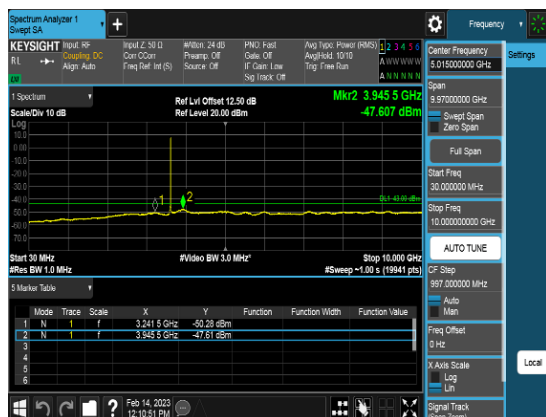 Spectrum Analyzer 1
Swept SA
+
Frequency
KEYSIGHT
RL
Input: RF
Coupling: DC
Align: Auto
Input Z: 50 Ω
Corr CCorr
Freq Ref: Int (S)
#Atten: 24 dB
Preamp: Off
Source: Off
PNO: Fast
Gate: Off
IF Gain: Low
Sig Track: Off
Avg Type: Power (RMS)
Avg|Hold: 10/10
Trig: Free Run
1 2 3 4 5 6
A W W W W W
A N N N N N
LV
1 Spectrum
Scale/Div 10 dB
Ref Lvl Offset 12.50 dB
Ref Level 20.00 dBm
Mkr2 3.945 5 GHz
-47.607 dBm
Log
10.0
0.00
-10.0
-20.0
-30.0
-40.0
-50.0
-60.0
-70.0
1
2
DL1 -43.00 dBm
Start 30 MHz
#Res BW 1.0 MHz
#Video BW 3.0 MHz*
Stop 10.000 GHz
#Sweep ~1.00 s (19941 pts)
5 Marker Table
Mode Trace Scale X Y Function Function Width Function Value
1 N 1 f 3.241 5 GHz -50.28 dBm
2 N 1 f 3.945 5 GHz -47.61 dBm
3
4
5
6
Feb 14, 2023
12:10:51 PM
Center Frequency
5.015000000 GHz
Span
9.97000000 GHz
Swept Span
Zero Span
Full Span
Start Freq
30.000000 MHz
Stop Freq
10.000000000 GHz
AUTO TUNE
CF Step
997.000000 MHz
Auto
Man
Freq Offset
0 Hz
X Axis Scale
Log
Lin
Signal Track
(Span Zoom)
Settings
Local